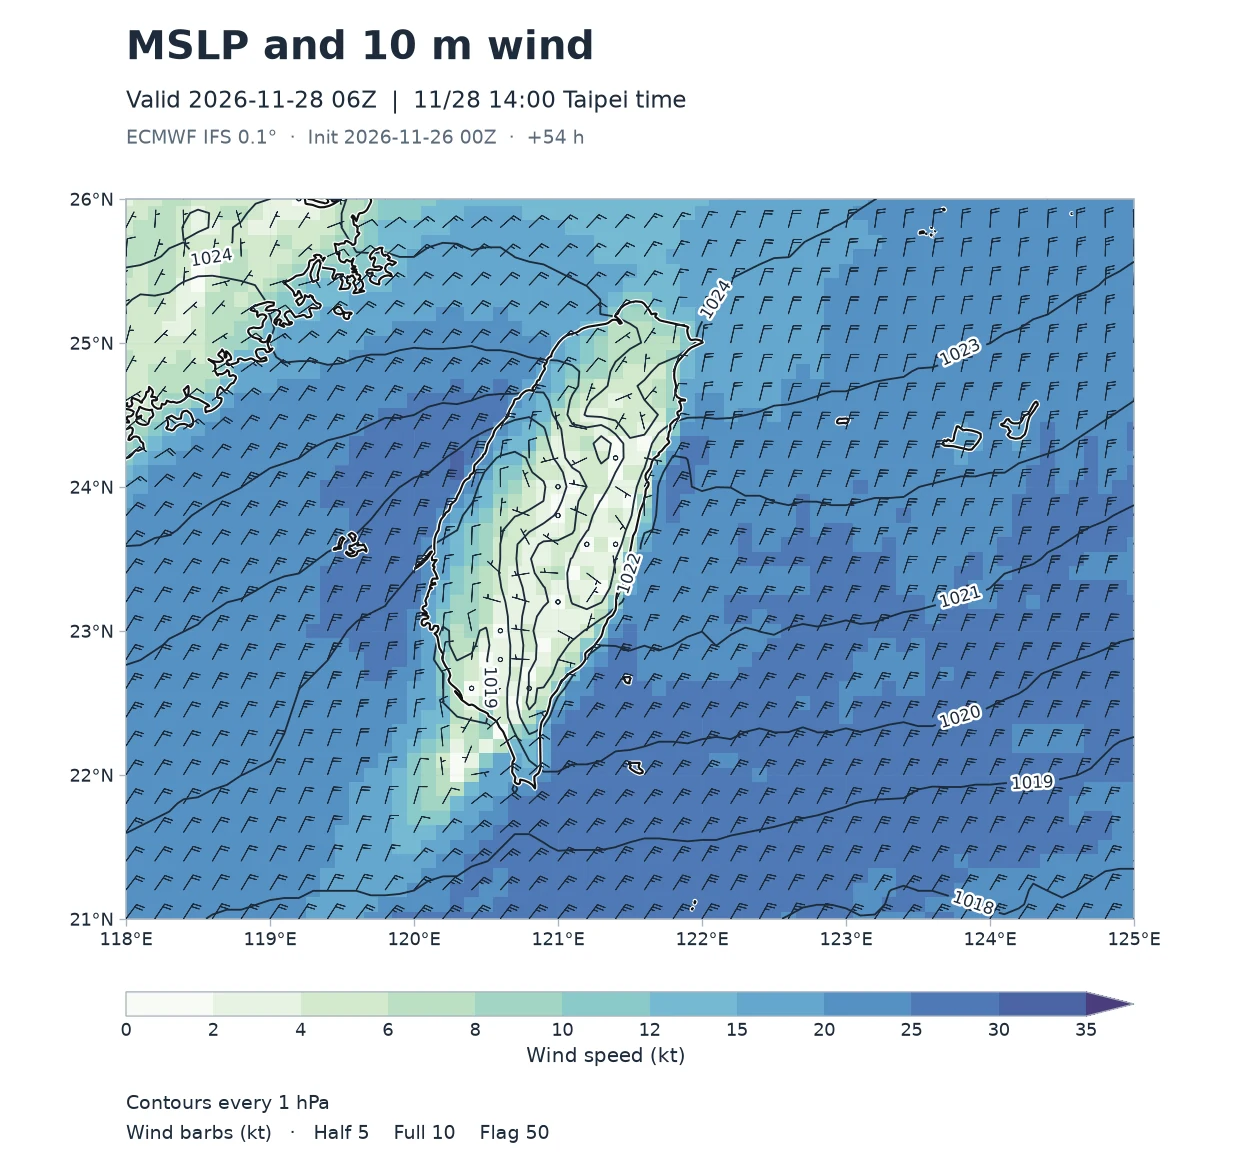 MSLP and 10 m wind
Valid 2026-11-28 06Z | 11/28 14:00 Taipei time
ECMWF IFS 0.1° · Init 2026-11-26 00Z · +54 h
26°N
25°N
24°N
23°N
22°N
21°N
1024
1024
1023
1022
1021
1020
1019
1019
1018
118°E 119°E 120°E 121°E 122°E 123°E 124°E 125°E
0 2 4 6 8 10 12 15 20 25 30 35
Wind speed (kt)
Contours every 1 hPa
Wind barbs (kt) · Half 5 Full 10 Flag 50